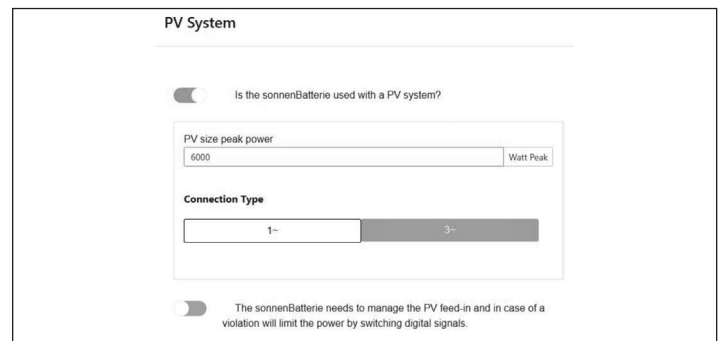 PV System
Is the sonnenBatterie used with a PV system?
PV size peak power
6000 Watt Peak
Connection Type
1~ 3~
The sonnenBatterie needs to manage the PV feed-in and in case of a
violation will limit the power by switching digital signals.